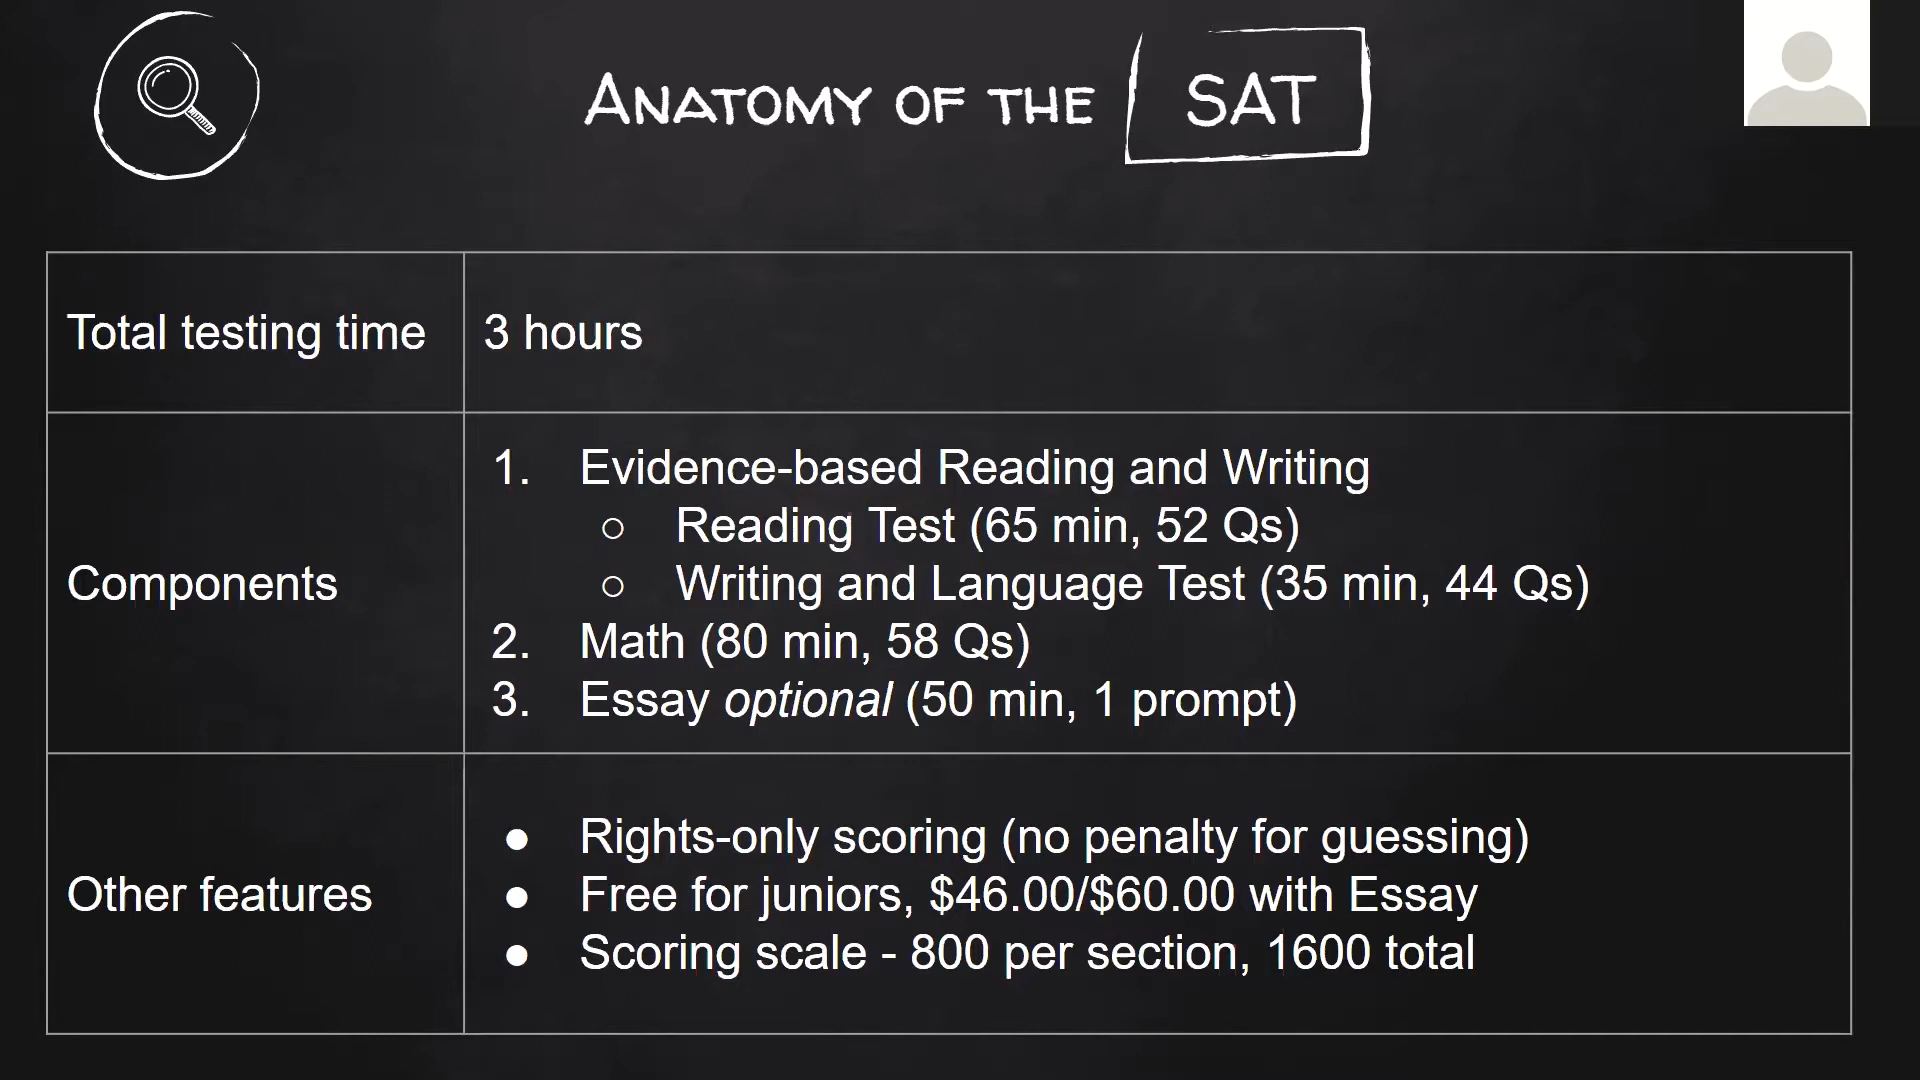 ANATOMY OF THE SAT
Total testing time
3 hours
Components
1. Evidence-based Reading and Writing
○ Reading Test (65 min, 52 Qs)
○ Writing and Language Test (35 min, 44 Qs)
2. Math (80 min, 58 Qs)
3. Essay optional (50 min, 1 prompt)
Other features
● Rights-only scoring (no penalty for guessing)
● Free for juniors, $46.00/$60.00 with Essay
● Scoring scale - 800 per section, 1600 total